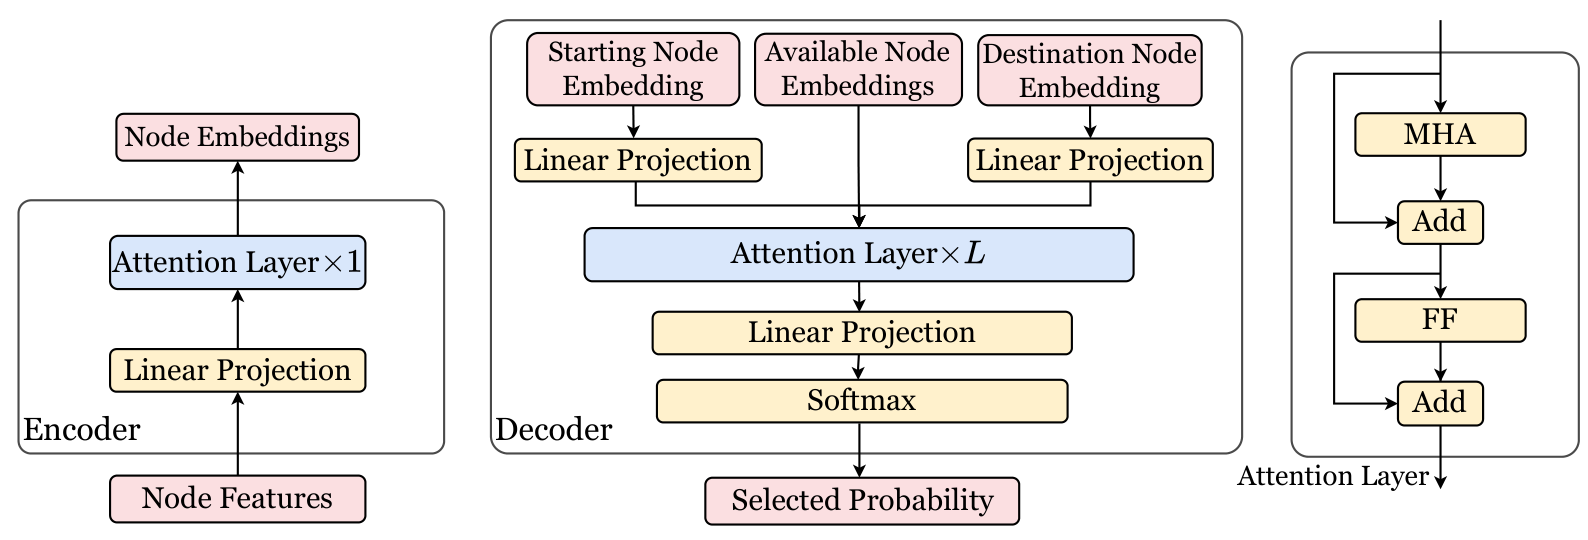 Node Embeddings
Attention Layer×1
Linear Projection
Encoder
Node Features
Starting Node
Embedding
Available Node
Embeddings
Destination Node
Embedding
Linear Projection
Linear Projection
Attention Layer×L
Linear Projection
Softmax
Decoder
Selected Probability
MHA
Add
FF
Add
Attention Layer